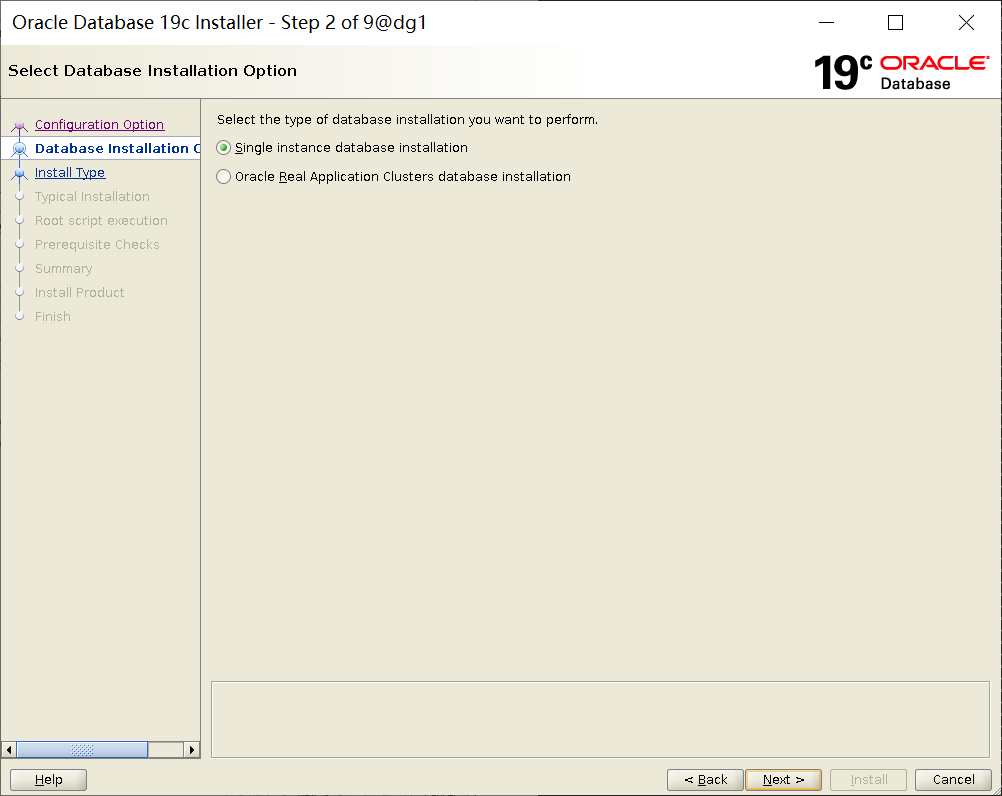 Oracle Database 19c Installer - Step 2 of 9@dg1
Select Database Installation Option
19c ORACLE
Database
Configuration Option
Database Installation O
Install Type
Typical Installation
Root script execution
Prerequisite Checks
Summary
Install Product
Finish
Select the type of database installation you want to perform.
Single instance database installation
Oracle Real Application Clusters database installation
Help
< Back
Next >
Install
Cancel